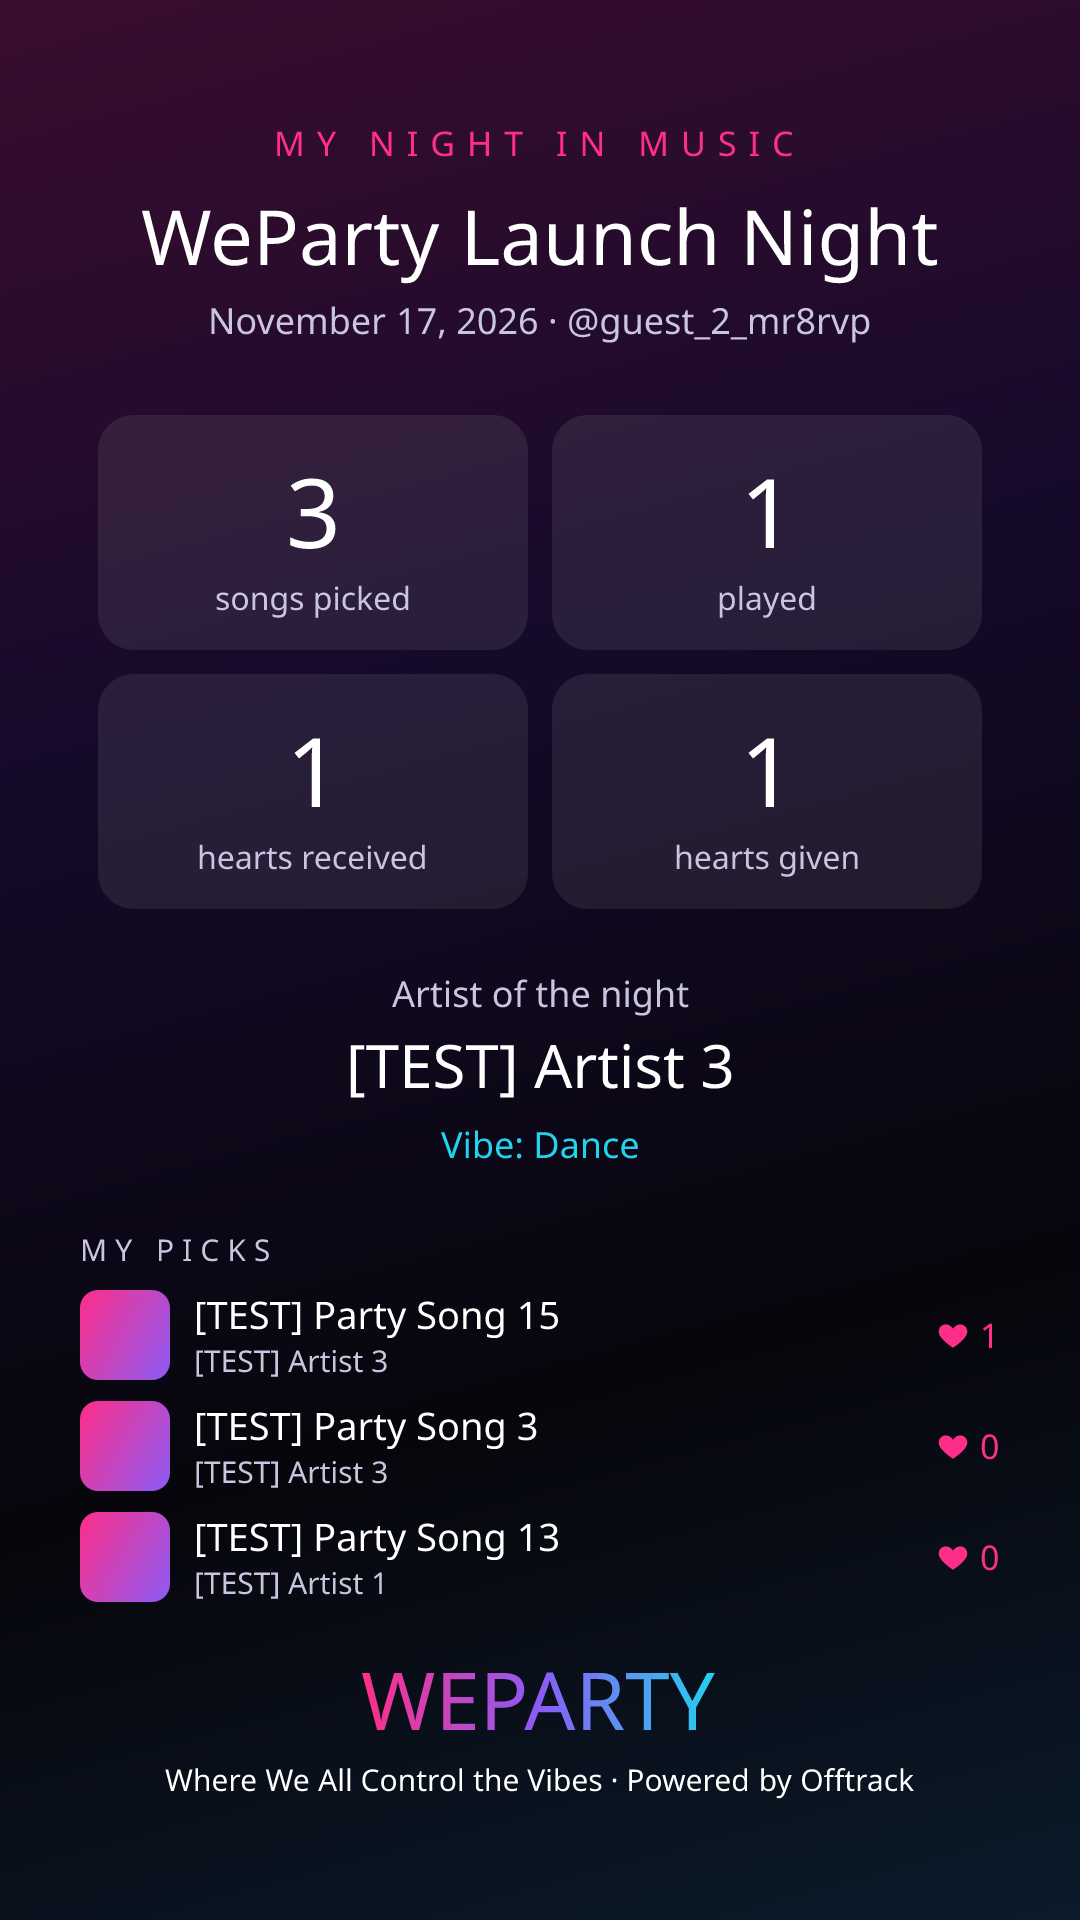 MY NIGHT IN MUSIC
WeParty Launch Night
November 17, 2026 · @guest_2_mr8rvp
3
songs picked
1
played
1
hearts received
1
hearts given
Artist of the night
[TEST] Artist 3
Vibe: Dance
MY PICKS
[TEST] Party Song 15
[TEST] Artist 3
1
[TEST] Party Song 3
[TEST] Artist 3
0
[TEST] Party Song 13
[TEST] Artist 1
0
WEPARTY
Where We All Control the Vibes · Powered by Offtrack